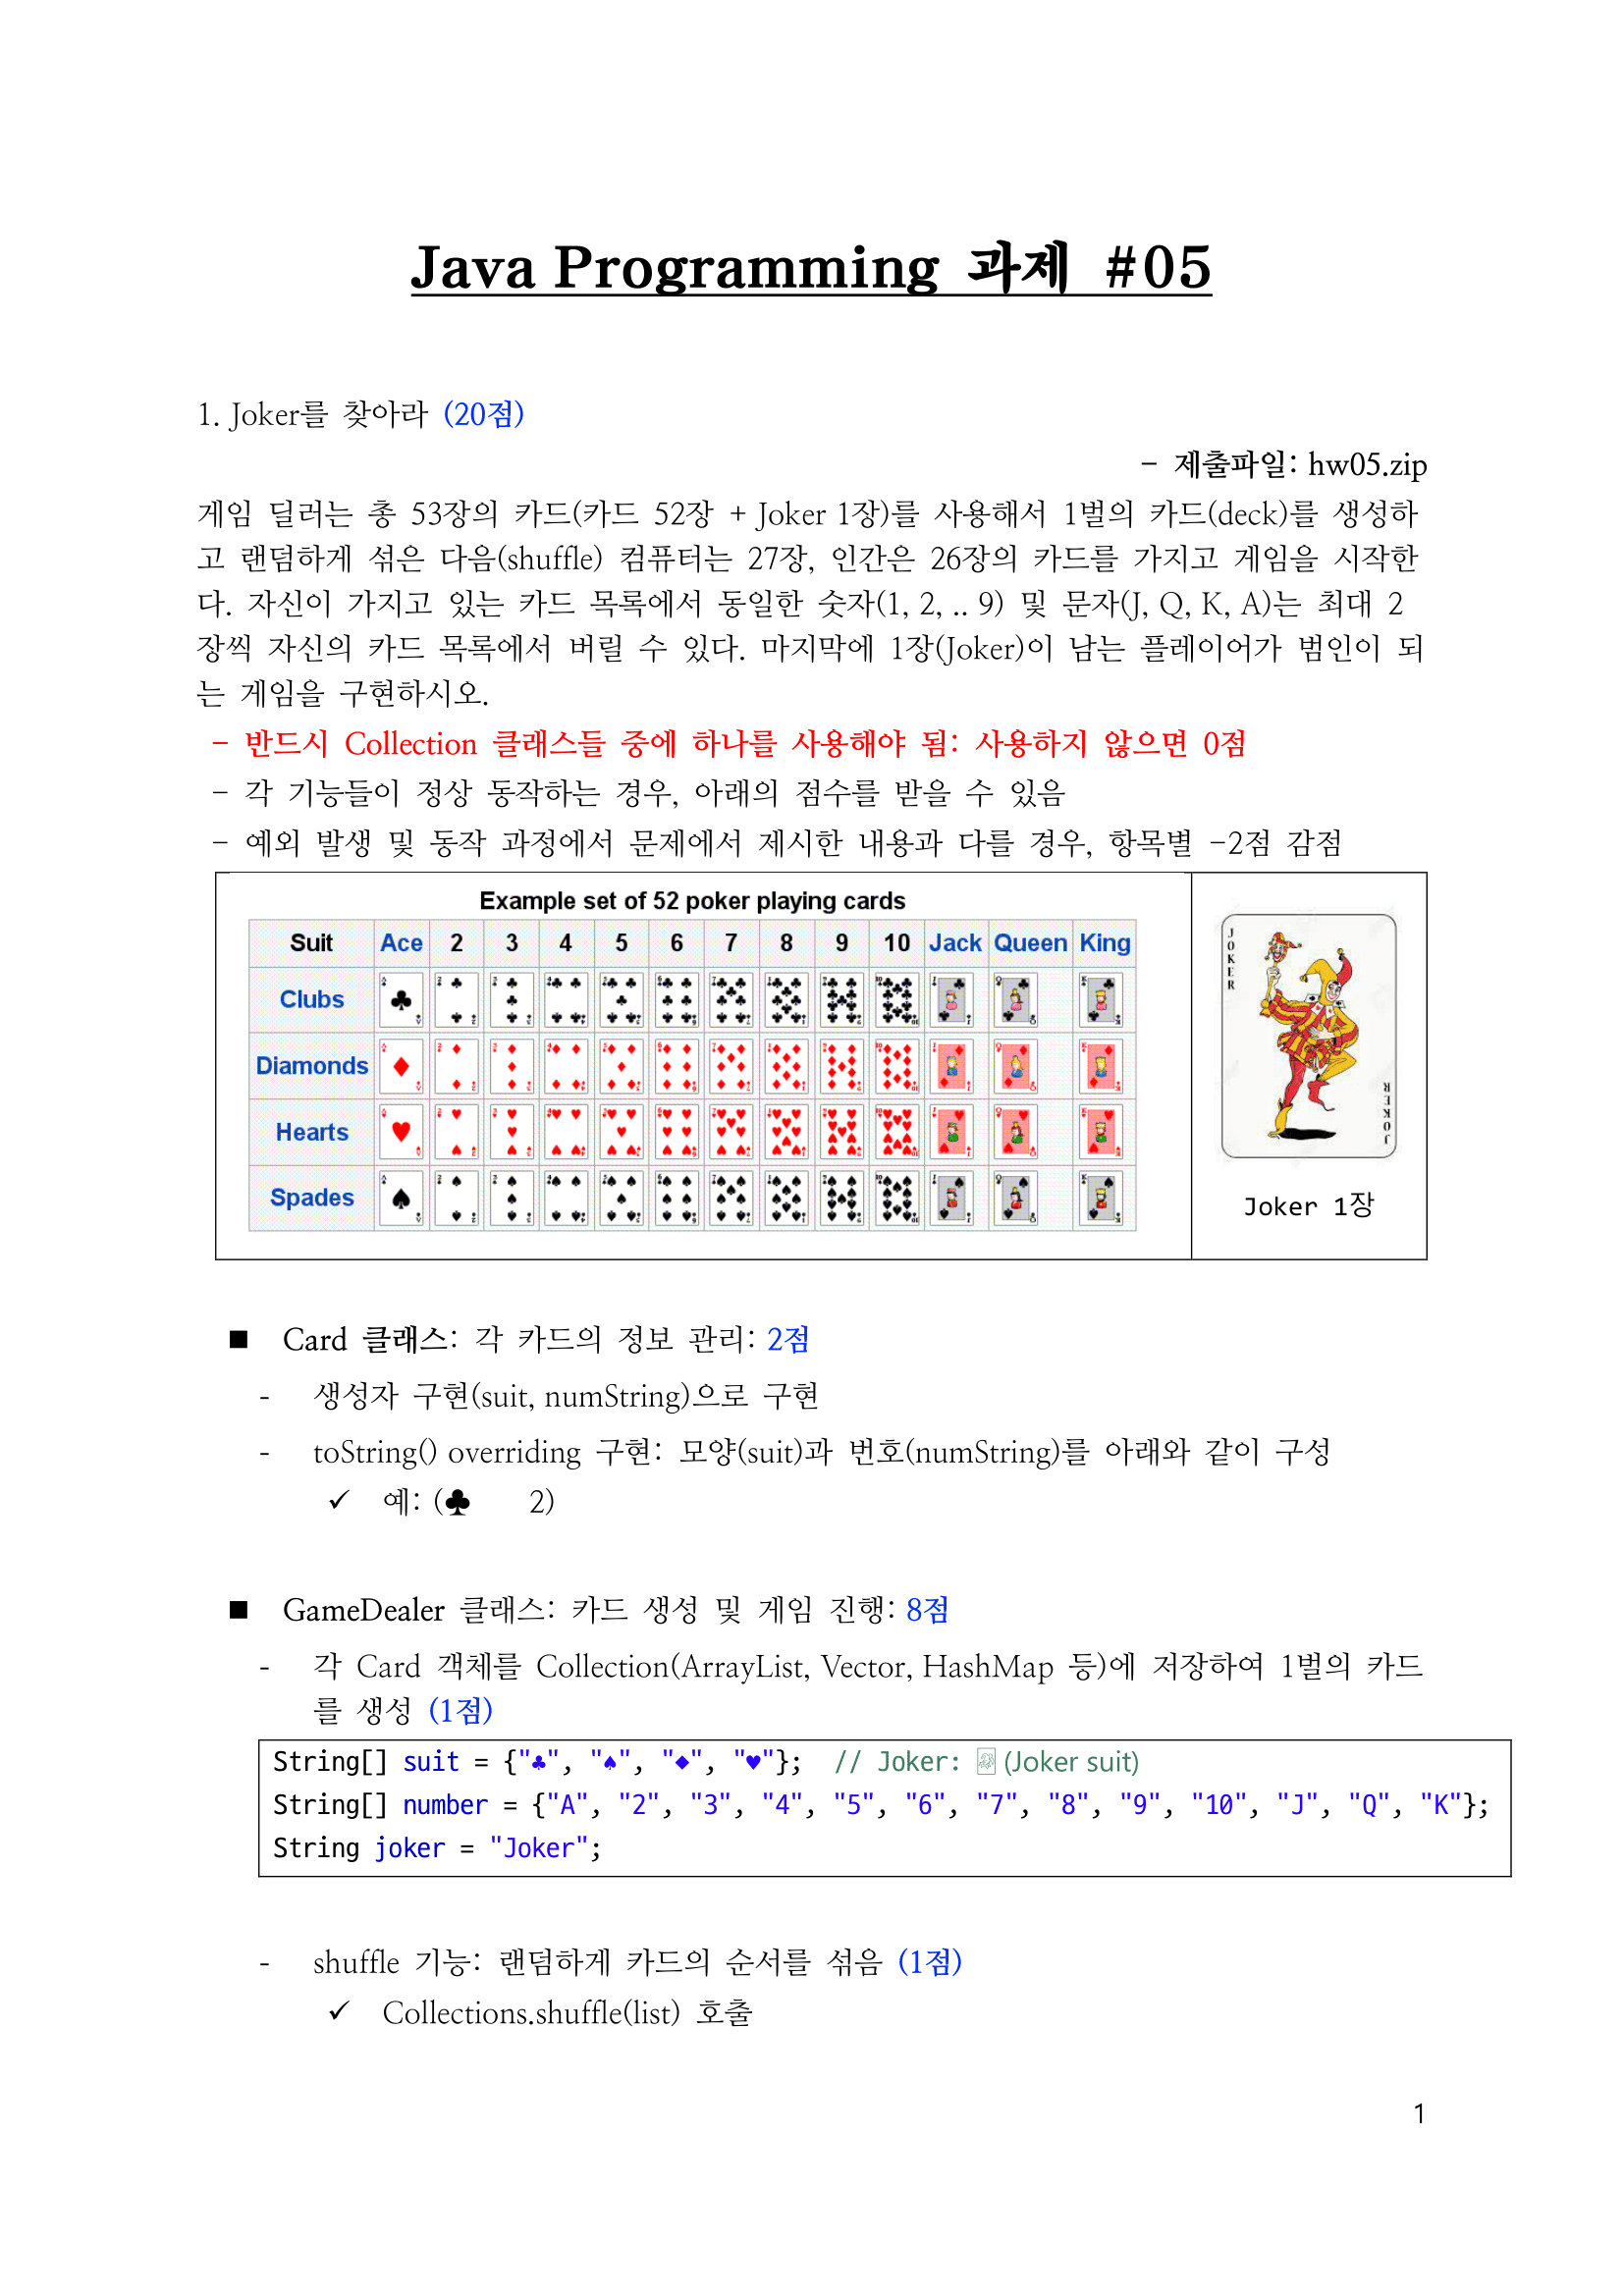 Java Programming 과제 #05
1. Joker를 찾아라 (20점)
- 제출파일: hw05.zip
게임 딜러는 총 53장의 카드(카드 52장 + Joker 1장)를 사용해서 1벌의 카드(deck)를 생성하
고 랜덤하게 섞은 다음(shuffle) 컴퓨터는 27장, 인간은 26장의 카드를 가지고 게임을 시작한
다. 자신이 가지고 있는 카드 목록에서 동일한 숫자(1, 2, .. 9) 및 문자(J, Q, K, A)는 최대 2
장씩 자신의 카드 목록에서 버릴 수 있다. 마지막에 1장(Joker)이 남는 플레이어가 범인이 되
는 게임을 구현하시오.
- 반드시 Collection 클래스들 중에 하나를 사용해야 됨: 사용하지 않으면 0점
- 각 기능들이 정상 동작하는 경우, 아래의 점수를 받을 수 있음
- 예외 발생 및 동작 과정에서 문제에서 제시한 내용과 다를 경우, 항목별 -2점 감점
Example set of 52 poker playing cards
Suit Ace 2 3 4 5 6 7 8 9 10 Jack Queen King
Clubs
Diamonds
Hearts
Spades
JOKER
JOKER
Joker 1장
■ Card 클래스: 각 카드의 정보 관리: 2점
- 생성자 구현(suit, numString)으로 구현
- toString() overriding 구현: 모양(suit)과 번호(numString)를 아래와 같이 구성
✓ 예: (♣ 2)
■ GameDealer 클래스: 카드 생성 및 게임 진행: 8점
- 각 Card 객체를 Collection(ArrayList, Vector, HashMap 등)에 저장하여 1벌의 카드
를 생성 (1점)
String[] suit = {"♣", "♠", "♦", "♥"}; // Joker: 🃏 (Joker suit)
String[] number = {"A", "2", "3", "4", "5", "6", "7", "8", "9", "10", "J", "Q", "K"};
String joker = "Joker";
- shuffle 기능: 랜덤하게 카드의 순서를 섞음 (1점)
✓ Collections.shuffle(list) 호출
1